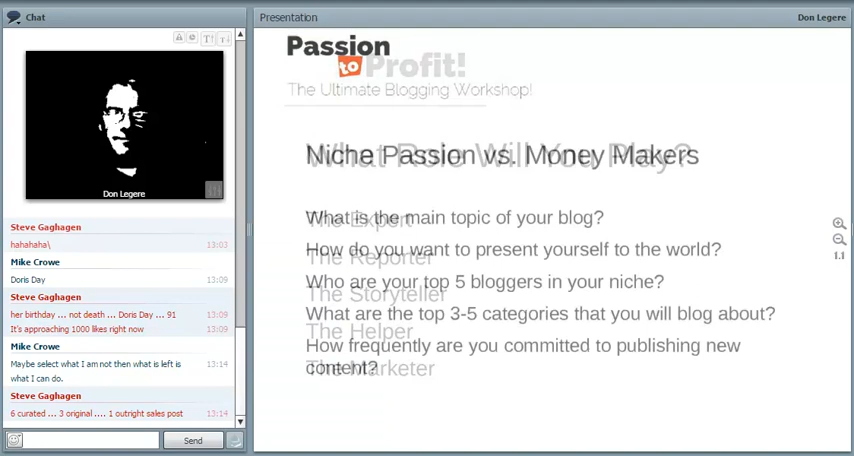 Chat
Don Legere
Steve Gaghagen
hahahaha\ 13:03
Mike Crowe
Doris Day 13:09
Steve Gaghagen
her birthday ... not death ... Doris Day ... 91 13:09
It's approaching 1000 likes right now 13:09
Mike Crowe
Maybe select what I am not then what is left is 13:14
what I can do.
Steve Gaghagen
6 curated ... 3 original .... 1 outright sales post 13:14
Send
Presentation
Don Legere
Passion
to Profit!
The Ultimate Blogging Workshop!
What Role Will You Play?
Niche Passion vs. Money Makers
What is the main topic of your blog?
The Expert
How do you want to present yourself to the world?
The Reporter
Who are your top 5 bloggers in your niche?
The Storyteller
What are the top 3-5 categories that you will blog about?
The Helper
How frequently are you committed to publishing new
content?
The Marketer
1.1